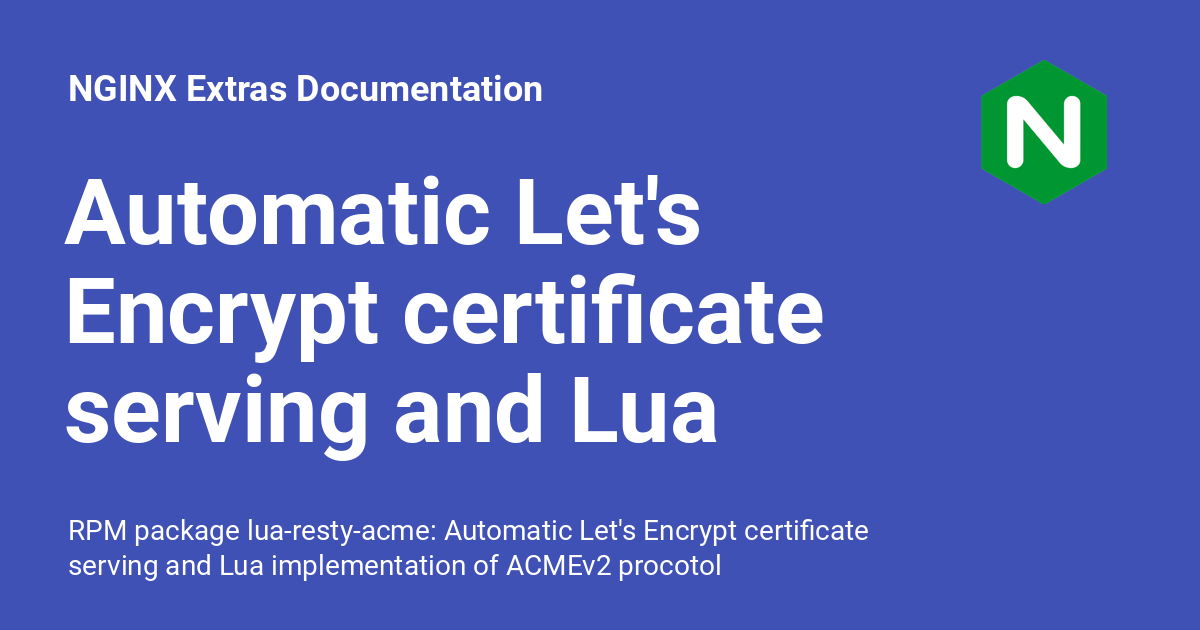 NGINX Extras Documentation
N
Automatic Let's
Encrypt certificate
serving and Lua
RPM package lua-resty-acme: Automatic Let's Encrypt certificate
serving and Lua implementation of ACMEv2 procotol